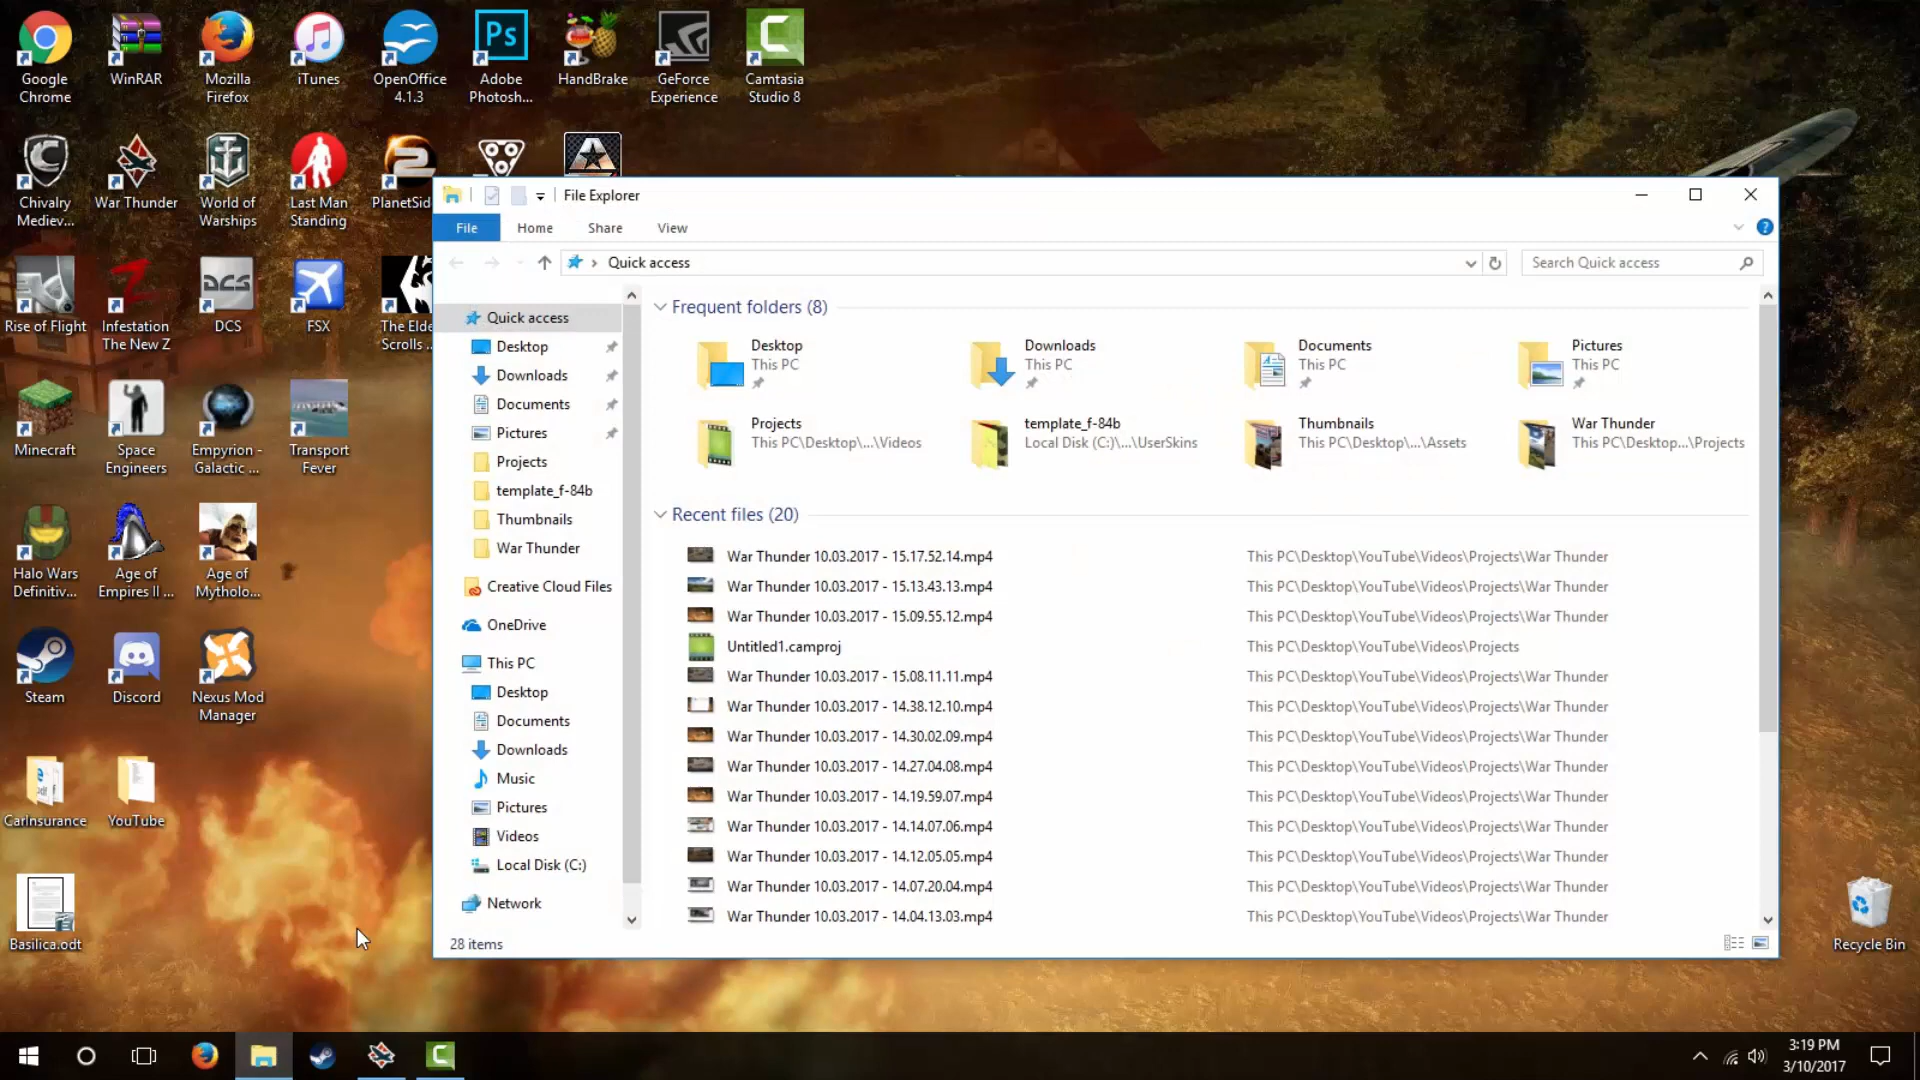 Google
Chrome
WinRAR
Mozilla
Firefox
iTunes
OpenOffice
4.1.3
Ps
Adobe
Photosh...
HandBrake
GeForce
Experience
Camtasia
Studio 8
Chivalry
Mediev...
War Thunder
World of
Warships
Last Man
Standing
PlanetSid
Rise of Flight
Infestation
The New Z
DCS
DCS
FSX
The Elde
Scrolls ..
Minecraft
Space
Engineers
Empyrion -
Galactic ...
Transport
Fever
Halo Wars
Definitiv...
Age of
Empires II ...
Age of
Mytholo...
Steam
Discord
Nexus Mod
Manager
CarInsurance
YouTube
Basilica.odt
File Explorer
File
Home
Share
View
Quick access
Search Quick access
Quick access
Desktop
Downloads
Documents
Pictures
Projects
template_f-84b
Thumbnails
War Thunder
Creative Cloud Files
OneDrive
This PC
Desktop
Documents
Downloads
Music
Pictures
Videos
Local Disk (C:)
Network
Frequent folders (8)
Desktop
This PC
Downloads
This PC
Documents
This PC
Pictures
This PC
Projects
This PC\Desktop\...\Videos
template_f-84b
Local Disk (C:)\...\UserSkins
Thumbnails
This PC\Desktop\...\Assets
War Thunder
This PC\Desktop...\Projects
Recent files (20)
War Thunder 10.03.2017 - 15.17.52.14.mp4 This PC\Desktop\YouTube\Videos\Projects\War Thunder
War Thunder 10.03.2017 - 15.13.43.13.mp4 This PC\Desktop\YouTube\Videos\Projects\War Thunder
War Thunder 10.03.2017 - 15.09.55.12.mp4 This PC\Desktop\YouTube\Videos\Projects\War Thunder
Untitled1.camproj This PC\Desktop\YouTube\Videos\Projects
War Thunder 10.03.2017 - 15.08.11.11.mp4 This PC\Desktop\YouTube\Videos\Projects\War Thunder
War Thunder 10.03.2017 - 14.38.12.10.mp4 This PC\Desktop\YouTube\Videos\Projects\War Thunder
War Thunder 10.03.2017 - 14.30.02.09.mp4 This PC\Desktop\YouTube\Videos\Projects\War Thunder
War Thunder 10.03.2017 - 14.27.04.08.mp4 This PC\Desktop\YouTube\Videos\Projects\War Thunder
War Thunder 10.03.2017 - 14.19.59.07.mp4 This PC\Desktop\YouTube\Videos\Projects\War Thunder
War Thunder 10.03.2017 - 14.14.07.06.mp4 This PC\Desktop\YouTube\Videos\Projects\War Thunder
War Thunder 10.03.2017 - 14.12.05.05.mp4 This PC\Desktop\YouTube\Videos\Projects\War Thunder
War Thunder 10.03.2017 - 14.07.20.04.mp4 This PC\Desktop\YouTube\Videos\Projects\War Thunder
War Thunder 10.03.2017 - 14.04.13.03.mp4 This PC\Desktop\YouTube\Videos\Projects\War Thunder
28 items
Recycle Bin
3:19 PM
3/10/2017